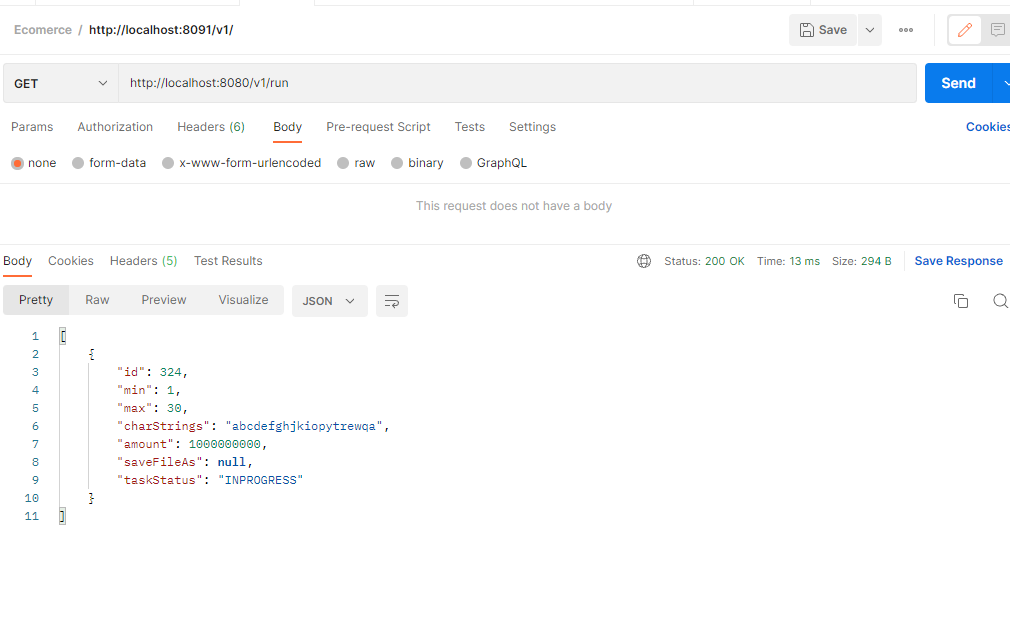 Ecomerce / http://localhost:8091/v1/ Save
GET http://localhost:8080/v1/run Send
Params Authorization Headers (6) Body Pre-request Script Tests Settings Cookies
none form-data x-www-form-urlencoded raw binary GraphQL
This request does not have a body
Body Cookies Headers (5) Test Results Status: 200 OK Time: 13 ms Size: 294 B Save Response
Pretty Raw Preview Visualize JSON
1 [
2 {
3 "id": 324,
4 "min": 1,
5 "max": 30,
6 "charStrings": "abcdefghjkiopytrewqa",
7 "amount": 1000000000,
8 "saveFileAs": null,
9 "taskStatus": "INPROGRESS"
10 }
11 ]